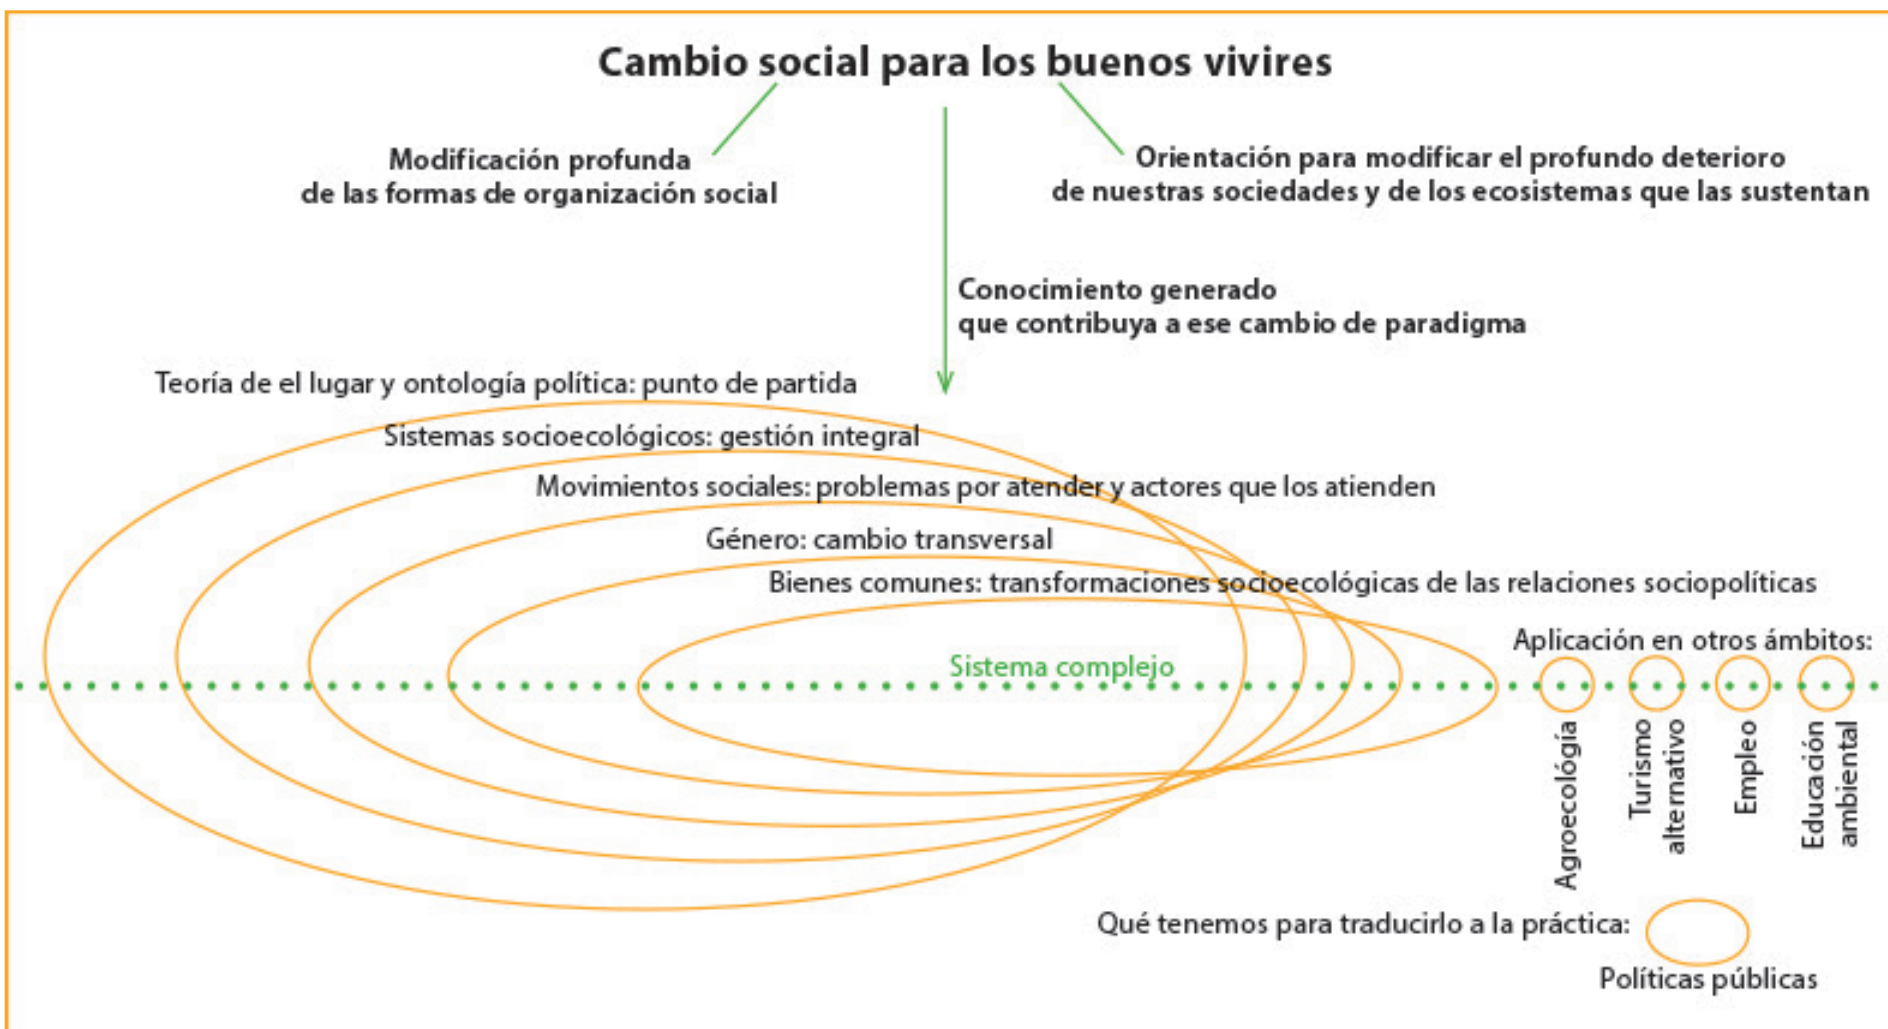 Cambio social para los buenos vivires
Modificación profunda
de las formas de organización social
Orientación para modificar el profundo deterioro
de nuestras sociedades y de los ecosistemas que las sustentan
Conocimiento generado
que contribuya a ese cambio de paradigma
Teoría de el lugar y ontología política: punto de partida
Sistemas socioecológicos: gestión integral
Movimientos sociales: problemas por atender y actores que los atienden
Género: cambio transversal
Bienes comunes: transformaciones socioecológicas de las relaciones sociopolíticas
Sistema complejo
Aplicación en otros ámbitos:
Agroecológía
Turismo
alternativo
Empleo
Educación
ambiental
Qué tenemos para traducirlo a la práctica:
Políticas públicas